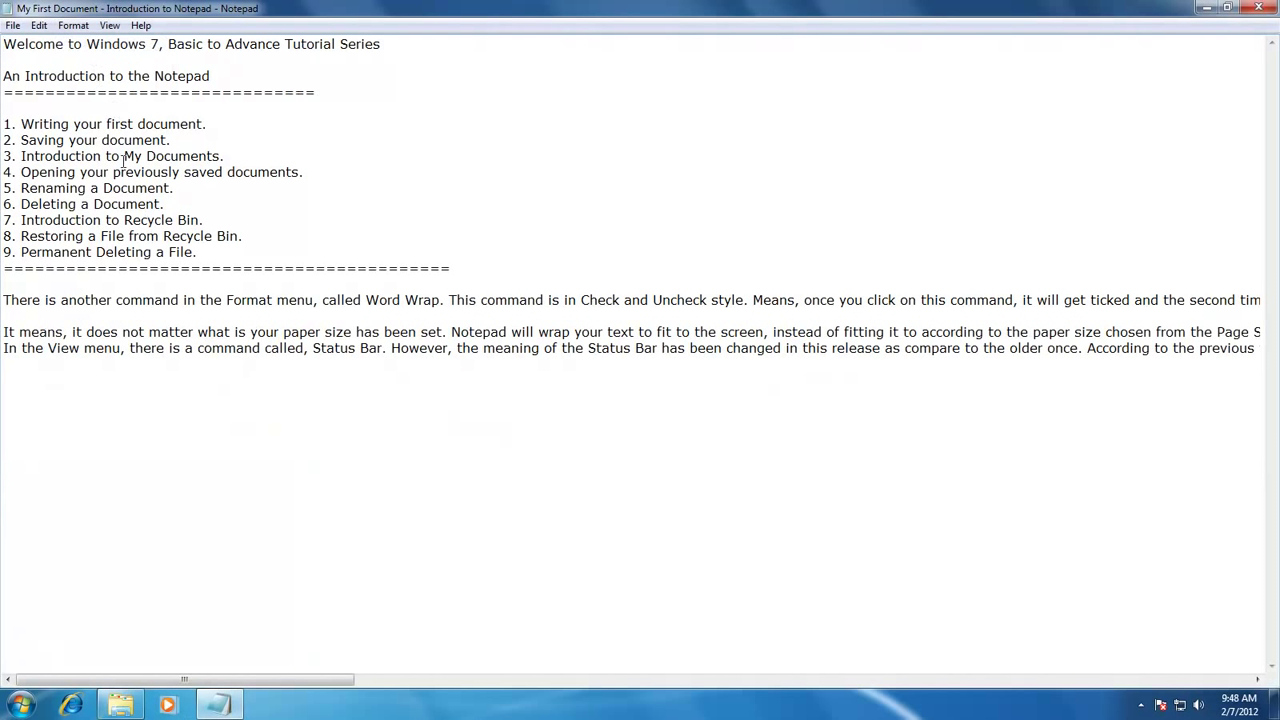 My First Document - Introduction to Notepad - Notepad
File Edit Format View Help
Welcome to Windows 7, Basic to Advance Tutorial Series
An Introduction to the Notepad
==============================
1. Writing your first document.
2. Saving your document.
3. Introduction to My Documents.
4. Opening your previously saved documents.
5. Renaming a Document.
6. Deleting a Document.
7. Introduction to Recycle Bin.
8. Restoring a File from Recycle Bin.
9. Permanent Deleting a File.
===========================================
There is another command in the Format menu, called Word Wrap. This command is in Check and Uncheck style. Means, once you click on this command, it will get ticked and the second tim
It means, it does not matter what is your paper size has been set. Notepad will wrap your text to fit to the screen, instead of fitting it to according to the paper size chosen from the Page S
In the View menu, there is a command called, Status Bar. However, the meaning of the Status Bar has been changed in this release as compare to the older once. According to the previous
9:48 AM
2/7/2012